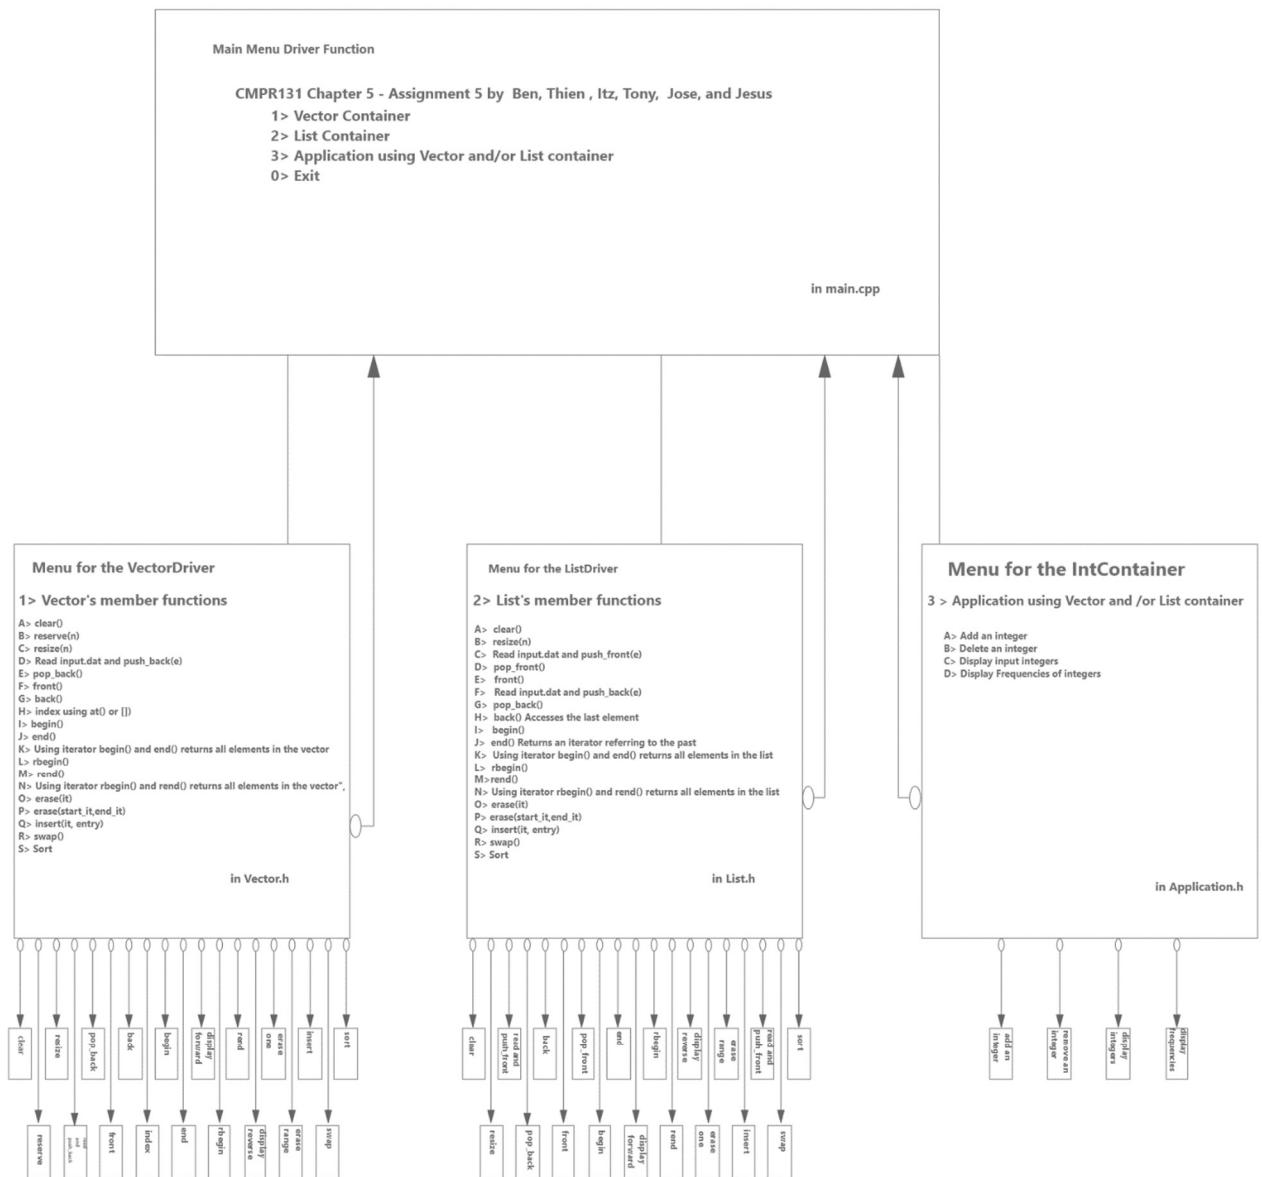 Main Menu Driver Function
CMPR131 Chapter 5 - Assignment 5 by Ben, Thien , Itz, Tony, Jose, and Jesus
1> Vector Container
2> List Container
3> Application using Vector and/or List container
0> Exit
in main.cpp
Menu for the VectorDriver
1> Vector's member functions
A> clear()
B> reserve(n)
C> resize(n)
D> Read input.dat and push_back(e)
E> pop_back()
F> front()
G> back()
H> index using at() or [])
I> begin()
J> end()
K> Using iterator begin() and end() returns all elements in the vector
L> rbegin()
M> rend()
N> Using iterator rbegin() and rend() returns all elements in the vector",
O> erase(it)
P> erase(start_it,end_it)
Q> insert(it, entry)
R> swap()
S> Sort
in Vector.h
Menu for the ListDriver
2> List's member functions
A> clear()
B> resize(n)
C> Read input.dat and push_front(e)
D> pop_front()
E> front()
F> Read input.dat and push_back(e)
G> pop_back()
H> back() Accesses the last element
I> begin()
J> end() Returns an iterator referring to the past
K> Using iterator begin() and end() returns all elements in the list
L> rbegin()
M>rend()
N> Using iterator rbegin() and rend() returns all elements in the list
O> erase(it)
P> erase(start_it,end_it)
Q> insert(it, entry)
R> swap()
S> Sort
in List.h
Menu for the IntContainer
3 > Application using Vector and /or List container
A> Add an integer
B> Delete an integer
C> Display input integers
D> Display Frequencies of integers
in Application.h
clear
resize
pop_back
back
begin
display
forward
rend
erase
one
insert
sort
reserve
read
and
push_back
front
index
end
rbegin
display
reverse
erase
range
swap
clear
read and
push_front
back
pop_front
end
rbegin
display
reverse
erase
range
read and
push_front
sort
resize
pop_back
front
begin
display
forward
rend
erase
one
insert
swap
add an
integer
remove an
integer
display
integers
display
frequencies